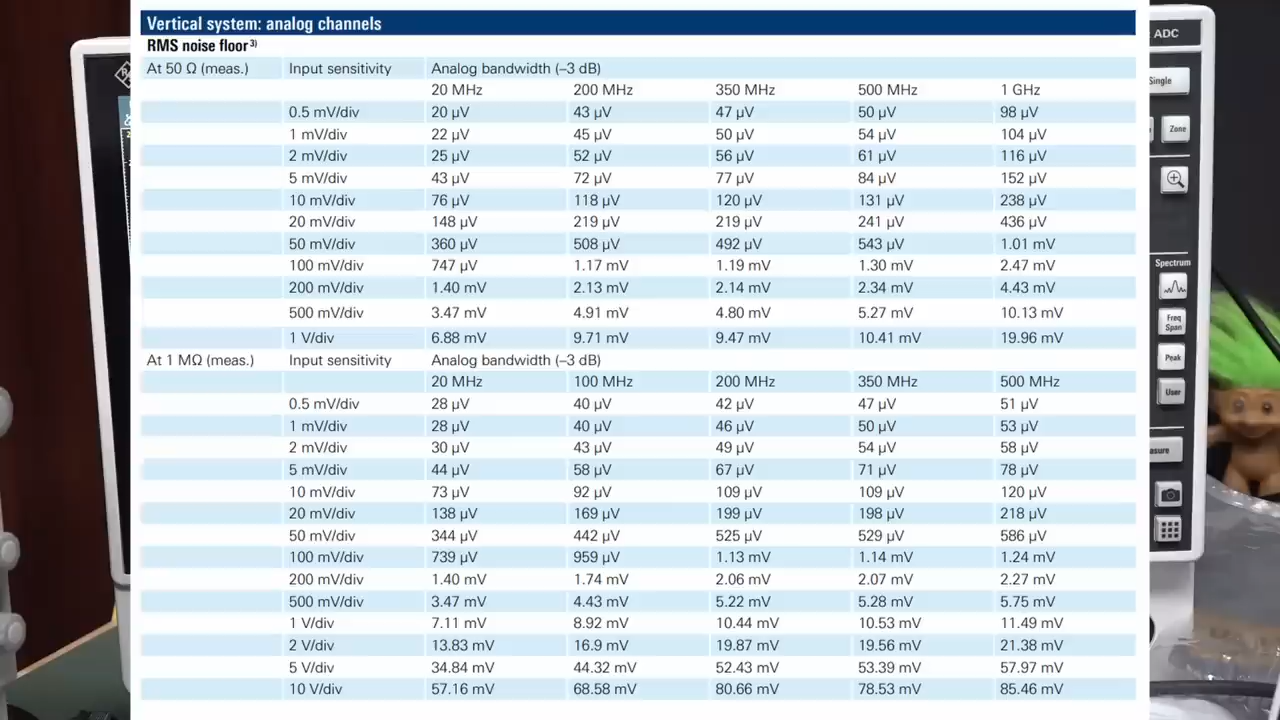 Vertical system: analog channels
RMS noise floor 3)
At 50 Ω (meas.) Input sensitivity Analog bandwidth (–3 dB)
20 MHz 200 MHz 350 MHz 500 MHz 1 GHz
0.5 mV/div 20 µV 43 µV 47 µV 50 µV 98 µV
1 mV/div 22 µV 45 µV 50 µV 54 µV 104 µV
2 mV/div 25 µV 52 µV 56 µV 61 µV 116 µV
5 mV/div 43 µV 72 µV 77 µV 84 µV 152 µV
10 mV/div 76 µV 118 µV 120 µV 131 µV 238 µV
20 mV/div 148 µV 219 µV 219 µV 241 µV 436 µV
50 mV/div 360 µV 508 µV 492 µV 543 µV 1.01 mV
100 mV/div 747 µV 1.17 mV 1.19 mV 1.30 mV 2.47 mV
200 mV/div 1.40 mV 2.13 mV 2.14 mV 2.34 mV 4.43 mV
500 mV/div 3.47 mV 4.91 mV 4.80 mV 5.27 mV 10.13 mV
1 V/div 6.88 mV 9.71 mV 9.47 mV 10.41 mV 19.96 mV
At 1 MΩ (meas.) Input sensitivity Analog bandwidth (–3 dB)
20 MHz 100 MHz 200 MHz 350 MHz 500 MHz
0.5 mV/div 28 µV 40 µV 42 µV 47 µV 51 µV
1 mV/div 28 µV 40 µV 46 µV 50 µV 53 µV
2 mV/div 30 µV 43 µV 49 µV 54 µV 58 µV
5 mV/div 44 µV 58 µV 67 µV 71 µV 78 µV
10 mV/div 73 µV 92 µV 109 µV 109 µV 120 µV
20 mV/div 138 µV 169 µV 199 µV 198 µV 218 µV
50 mV/div 344 µV 442 µV 525 µV 529 µV 586 µV
100 mV/div 739 µV 959 µV 1.13 mV 1.14 mV 1.24 mV
200 mV/div 1.40 mV 1.74 mV 2.06 mV 2.07 mV 2.27 mV
500 mV/div 3.47 mV 4.43 mV 5.22 mV 5.28 mV 5.75 mV
1 V/div 7.11 mV 8.92 mV 10.44 mV 10.53 mV 11.49 mV
2 V/div 13.83 mV 16.9 mV 19.87 mV 19.56 mV 21.38 mV
5 V/div 34.84 mV 44.32 mV 52.43 mV 53.39 mV 57.97 mV
10 V/div 57.16 mV 68.58 mV 80.66 mV 78.53 mV 85.46 mV
ADC
Single
Zone
Spectrum
Freq
Span
Peak
User
asure